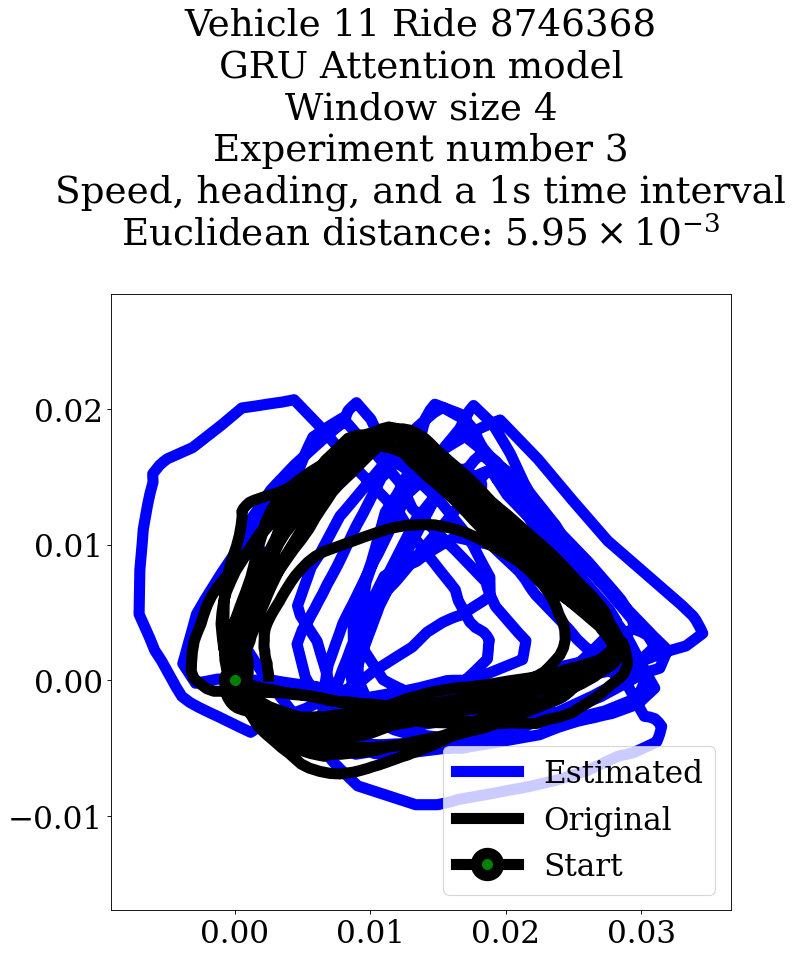 Vehicle 11 Ride 8746368
GRU Attention model
Window size 4
Experiment number 3
Speed, heading, and a 1s time interval
Euclidean distance: 5.95 × 10⁻³
0.02
0.01
0.00
−0.01
Estimated
Original
Start
0.00 0.01 0.02 0.03